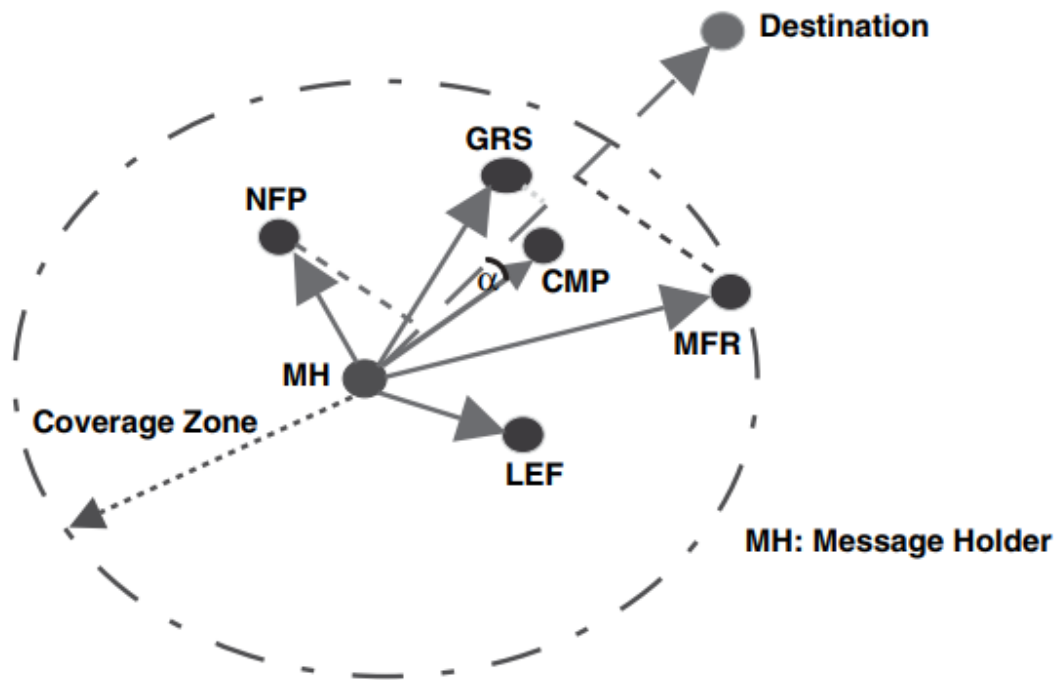 Destination
GRS
NFP
α
CMP
MFR
MH
Coverage Zone
LEF
MH: Message Holder